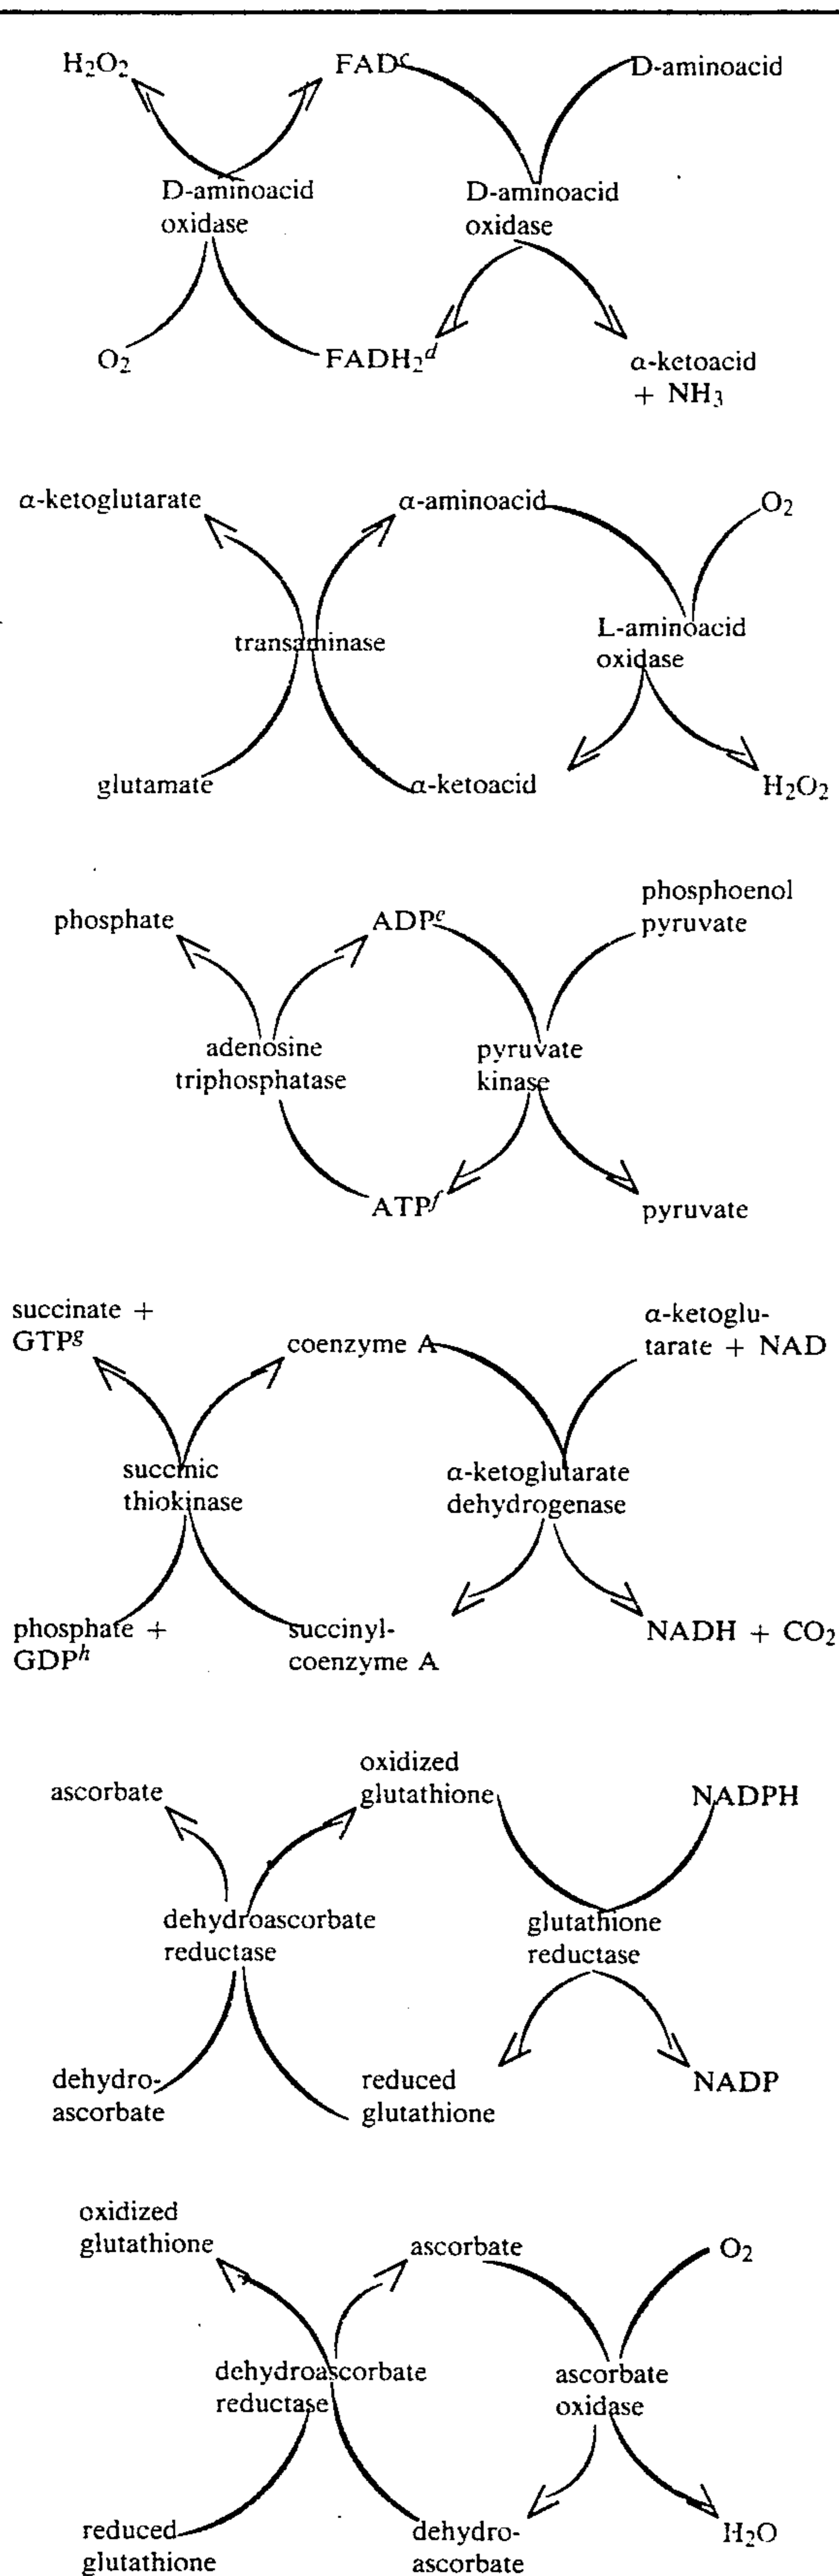 H₂O₂
FADᶜ
D-aminoacid
D-aminoacid
oxidase
D-aminoacid
oxidase
O₂
FADH₂ᵈ
α-ketoacid
+ NH₃
α-ketoglutarate
α-aminoacid
O₂
transaminase
L-aminoacid
oxidase
glutamate
α-ketoacid
H₂O₂
phosphate
ADPᵉ
phosphoenol
pyruvate
adenosine
triphosphatase
pyruvate
kinase
ATPᶠ
pyruvate
succinate +
GTPᵍ
coenzyme A
α-ketoglu-
tarate + NAD
succinic
thiokinase
α-ketoglutarate
dehydrogenase
phosphate +
GDPʰ
succinyl-
coenzyme A
NADH + CO₂
ascorbate
oxidized
glutathione
NADPH
dehydroascorbate
reductase
glutathione
reductase
dehydro-
ascorbate
reduced
glutathione
NADP
oxidized
glutathione
ascorbate
O₂
dehydroascorbate
reductase
ascorbate
oxidase
reduced
glutathione
dehydro-
ascorbate
H₂O